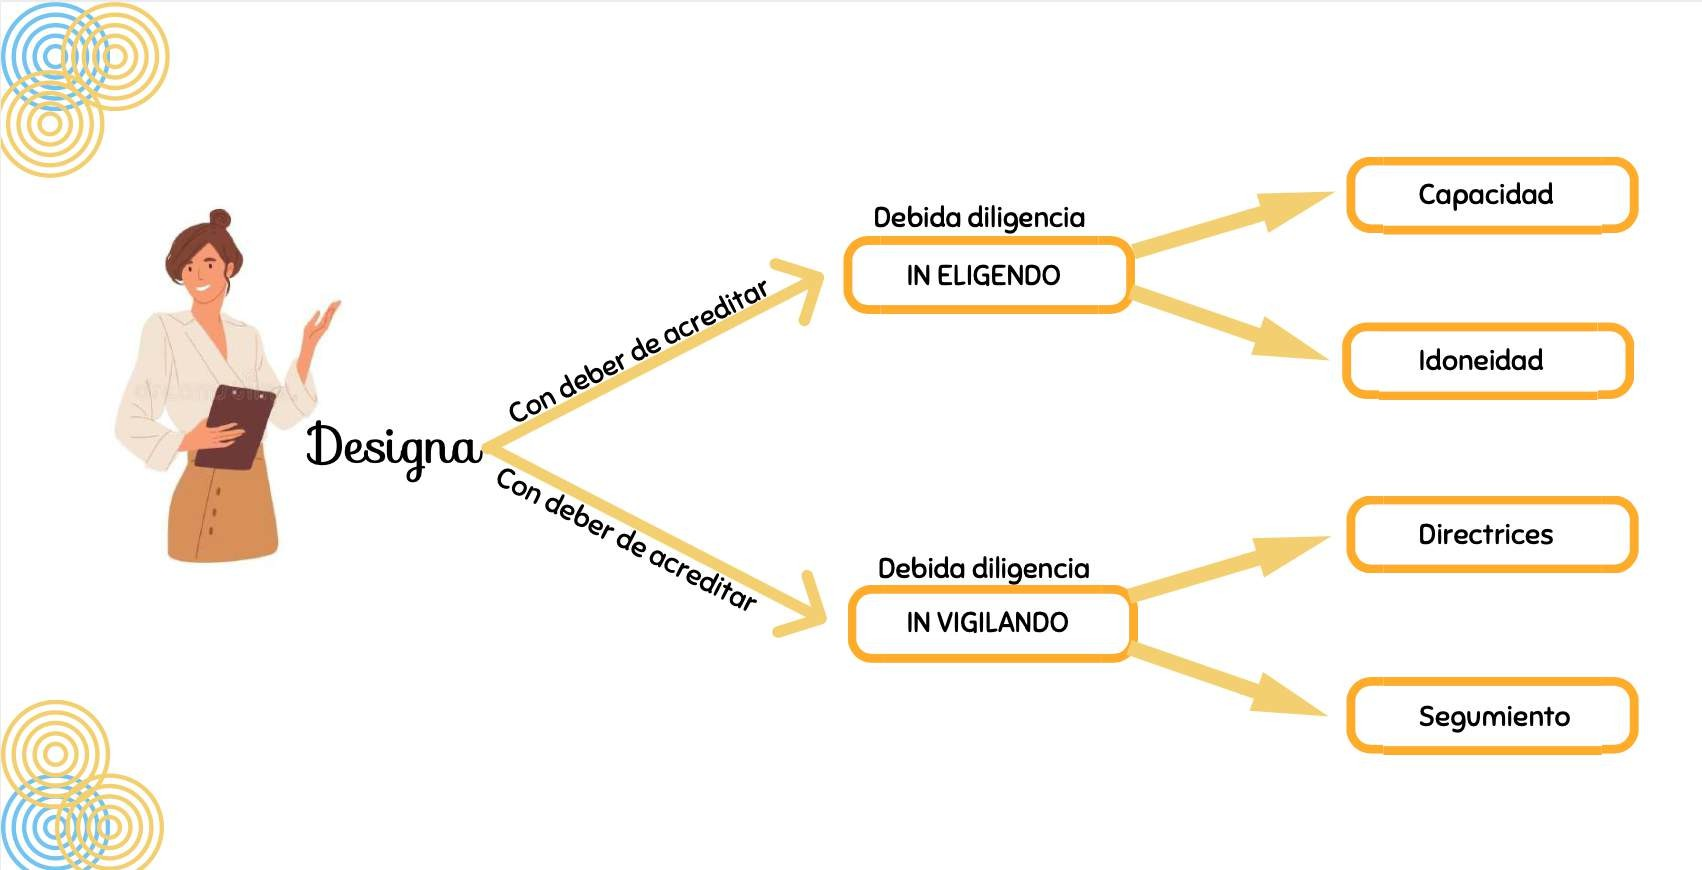 Designa
Con deber de acreditar
Debida diligencia
IN ELIGENDO
Capacidad
Idoneidad
Con deber de acreditar
Debida diligencia
IN VIGILANDO
Directrices
Segumiento